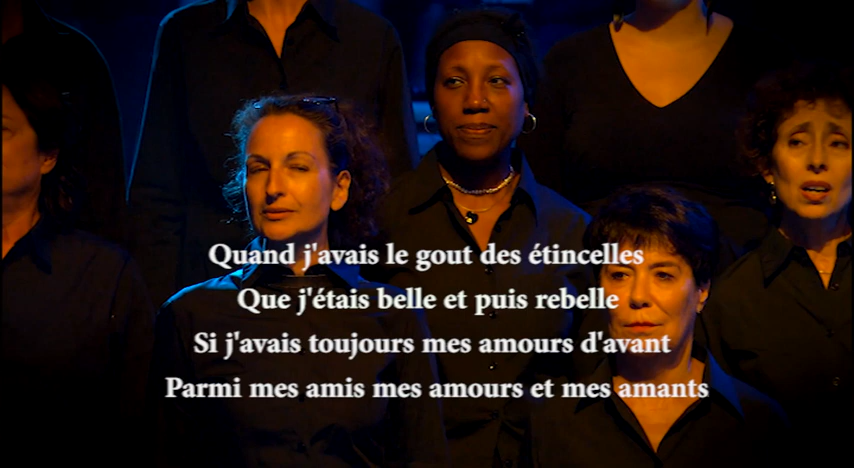 Quand j'avais le gout des étincelles
Que j'étais belle et puis rebelle
Si j'avais toujours mes amours d'avant
Parmi mes amis mes amours et mes amants